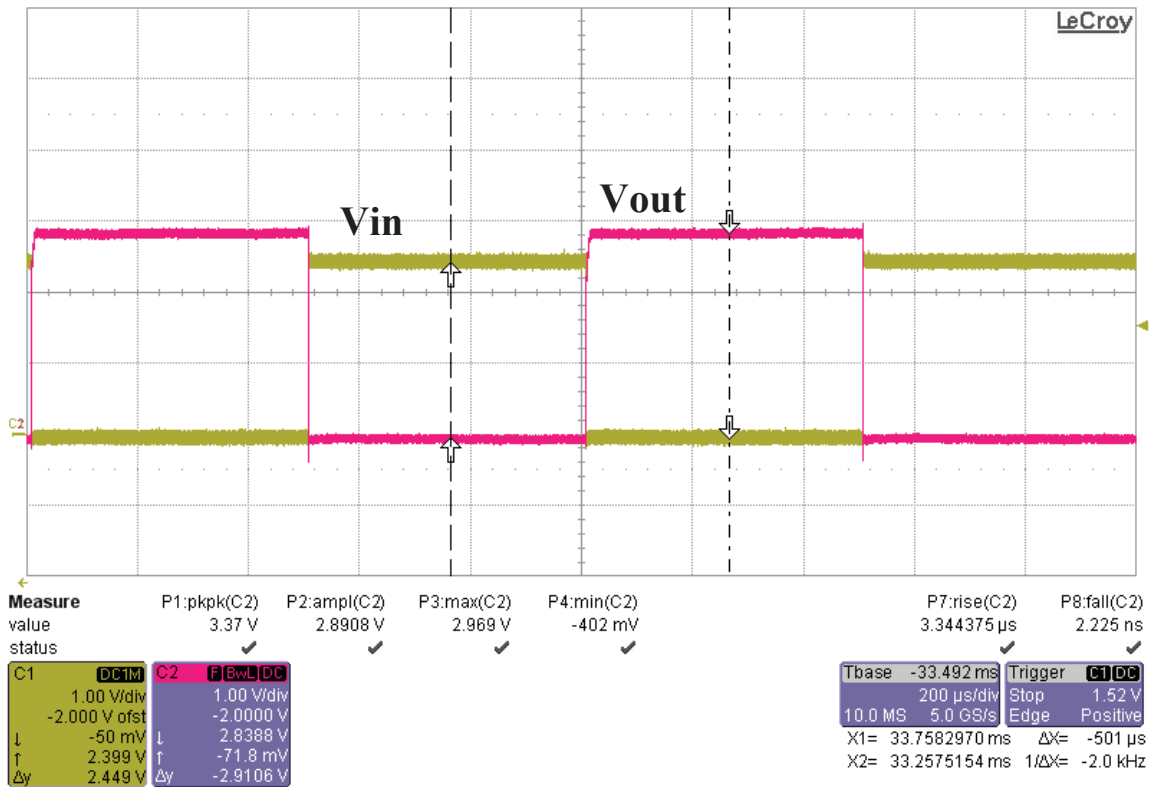 LeCroy
Vout
Vin
C2
Measure P1:pkpk(C2) P2:ampl(C2) P3:max(C2) P4:min(C2) P7:rise(C2) P8:fall(C2)
value 3.37 V 2.8908 V 2.969 V -402 mV 3.344375 µs 2.225 ns
status
C1 DC1M
1.00 V/div
-2.000 V ofst
↓ -50 mV
↑ 2.399 V
Δy 2.449 V
C2 F BwL DC
1.00 V/div
-2.0000 V
↓ 2.8388 V
↑ -71.8 mV
Δy -2.9106 V
Tbase -33.492 ms
200 µs/div
10.0 MS 5.0 GS/s
Trigger C1 DC
Stop 1.52 V
Edge Positive
X1= 33.7582970 ms ΔX= -501 µs
X2= 33.2575154 ms 1/ΔX= -2.0 kHz